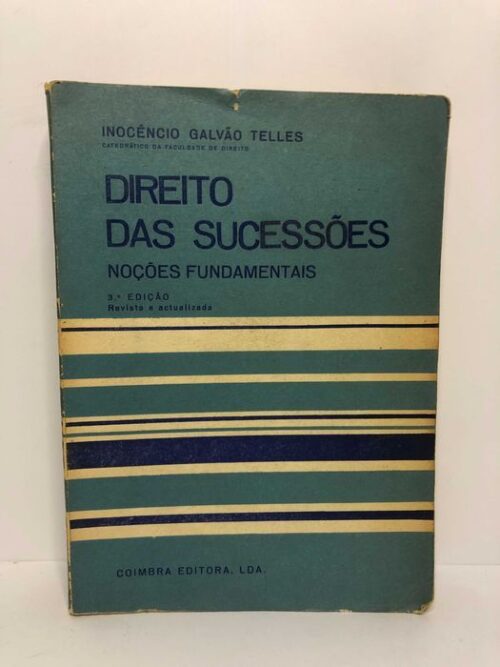 INOCÊNCIO GALVÃO TELLES
CATEDRÁTICO DA FACULDADE DE DIREITO
DIREITO
DAS SUCESSÕES
NOÇÕES FUNDAMENTAIS
3.ª EDIÇÃO
Revista e actualizada
COIMBRA EDITORA, LDA.